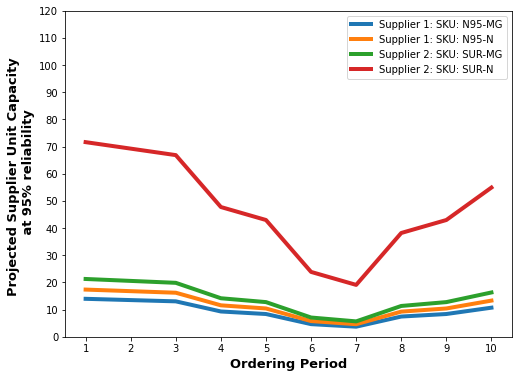 Projected Supplier Unit Capacity
at 95% reliability
120
110
100
90
80
70
60
50
40
30
20
10
0
Supplier 1: SKU: N95-MG
Supplier 1: SKU: N95-N
Supplier 2: SKU: SUR-MG
Supplier 2: SKU: SUR-N
1 2 3 4 5 6 7 8 9 10
Ordering Period